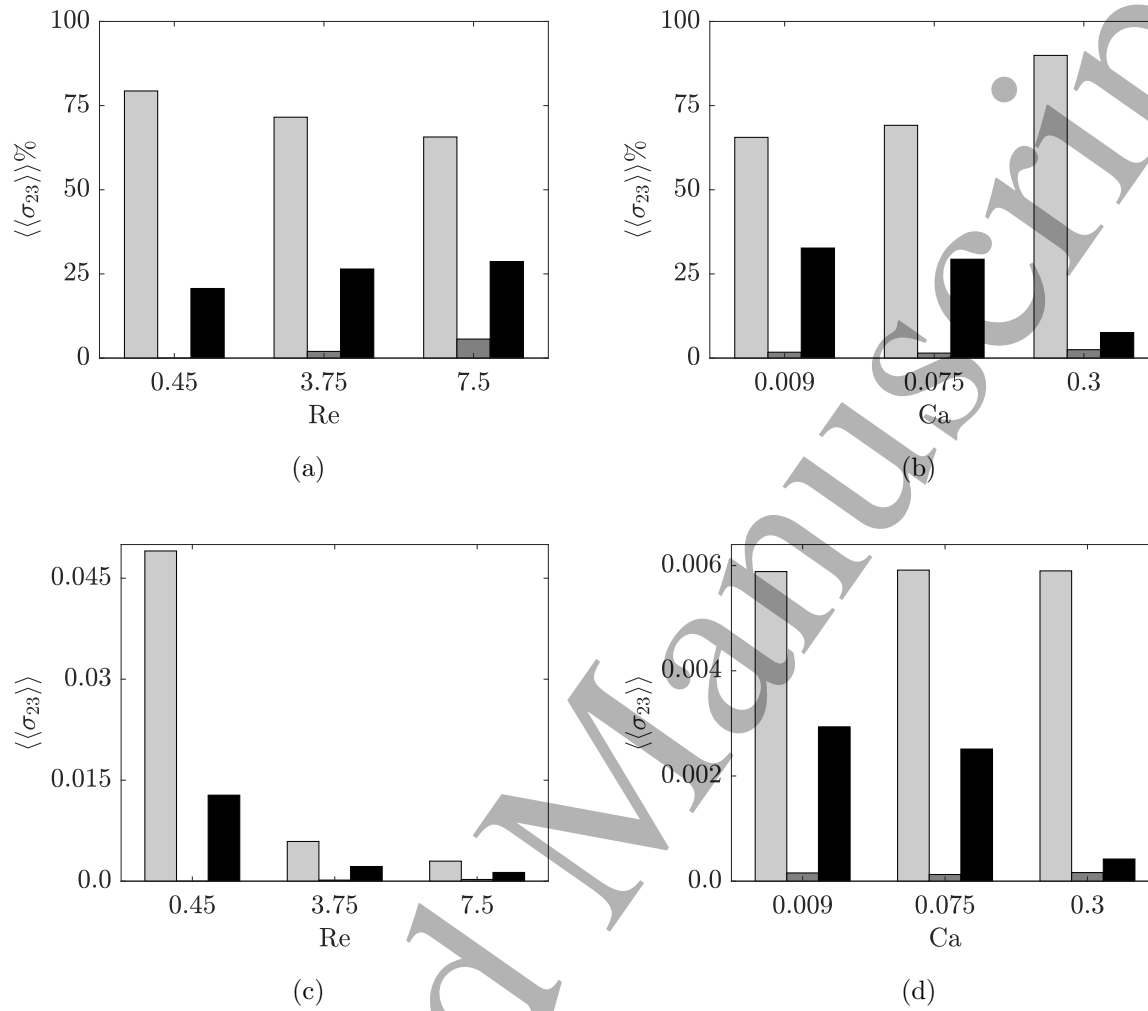 100
75
50
25
0
⟨⟨σ₂₃⟩⟩%
0.45 3.75 7.5
Re
(a)
100
75
50
25
0
⟨⟨σ₂₃⟩⟩%
0.009 0.075 0.3
Ca
(b)
0.045
0.03
0.015
0.0
⟨⟨σ₂₃⟩⟩
0.45 3.75 7.5
Re
(c)
0.006
0.004
0.002
0.0
⟨⟨σ₂₃⟩⟩
0.009 0.075 0.3
Ca
(d)
d Manuscrip